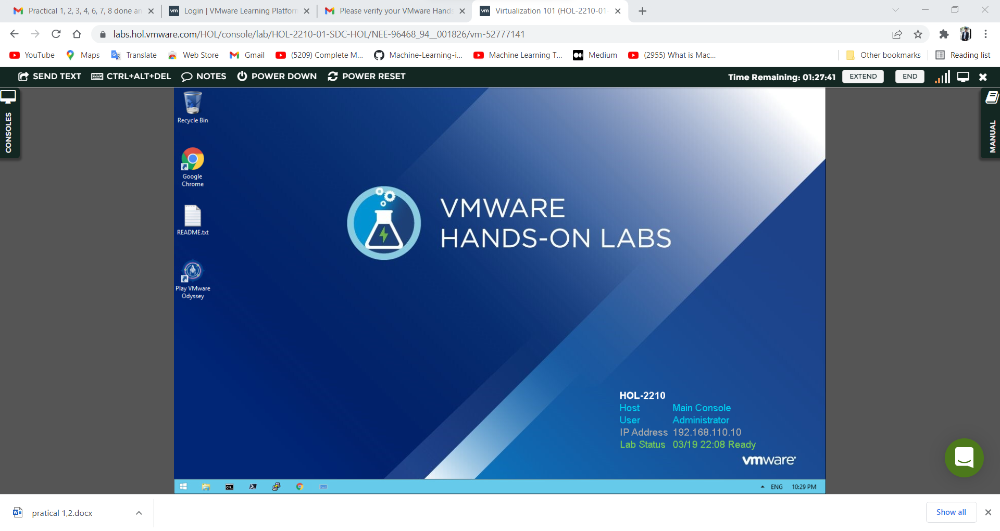 Practical 1, 2, 3, 4, 6, 7, 8 done an
Login | VMware Learning Platform
Please verify your VMware Hands
vm Virtualization 101 (HOL-2210-01-
labs.hol.vmware.com/HOL/console/lab/HOL-2210-01-SDC-HOL/NEE-96468_94__001826/vm-52777141
YouTube
Maps
Translate
Web Store
Gmail
(5209) Complete M...
Machine-Learning-i...
Machine Learning T...
Medium
(2955) What is Mac...
Other bookmarks
Reading list
SEND TEXT
CTRL+ALT+DEL
NOTES
POWER DOWN
POWER RESET
Time Remaining: 01:27:41
EXTEND
END
CONSOLES
MANUAL
Recycle Bin
Google
Chrome
README.txt
Play VMware
Odyssey
VMWARE
HANDS-ON LABS
HOL-2210
Host Main Console
User Administrator
IP Address 192.168.110.10
Lab Status 03/19 22:08 Ready
vmware
ENG
10:29 PM
pratical 1,2.docx
Show all